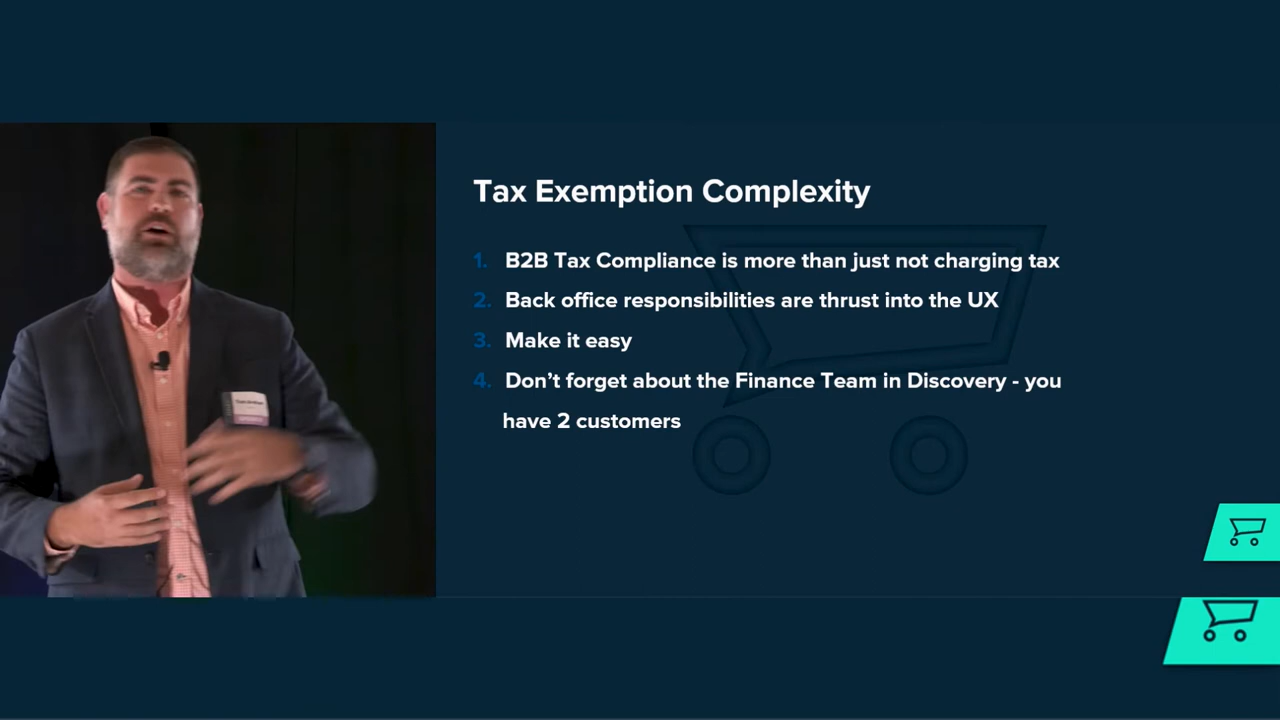 Tax Exemption Complexity
1. B2B Tax Compliance is more than just not charging tax
2. Back office responsibilities are thrust into the UX
3. Make it easy
4. Don’t forget about the Finance Team in Discovery - you
have 2 customers